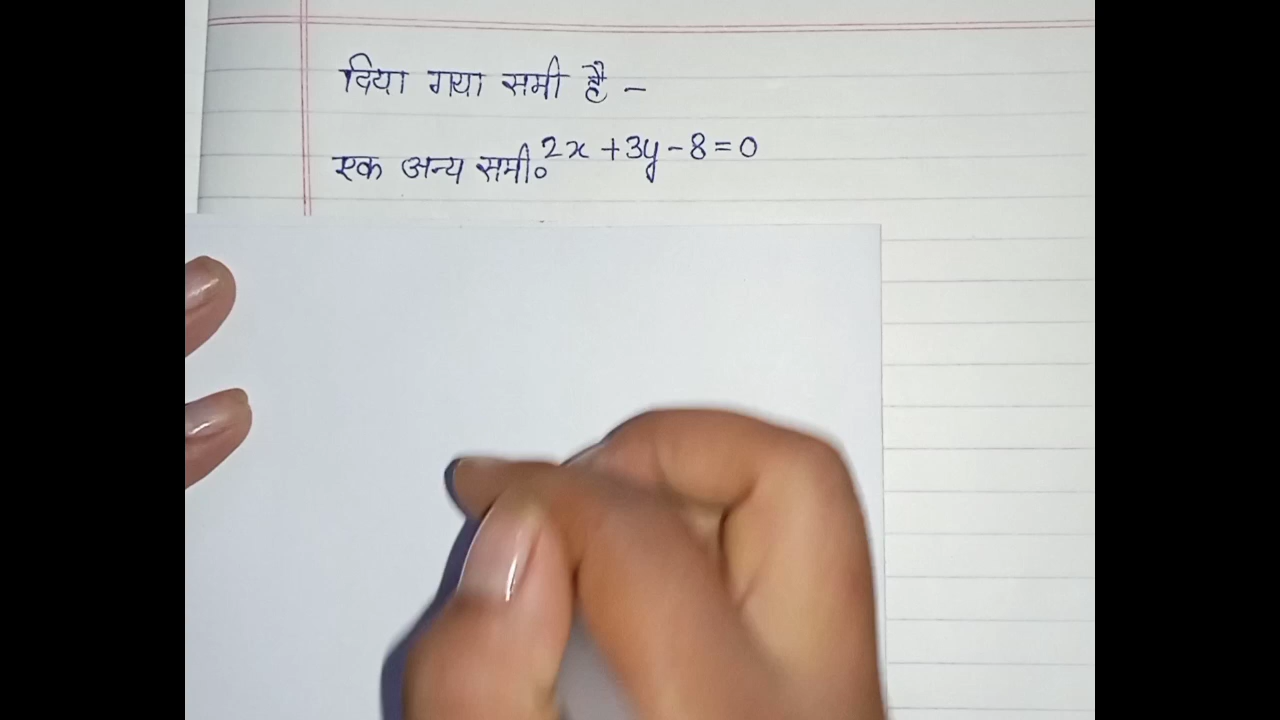 दिया गया समी है -
2x + 3y - 8 = 0
एक अन्य समी०